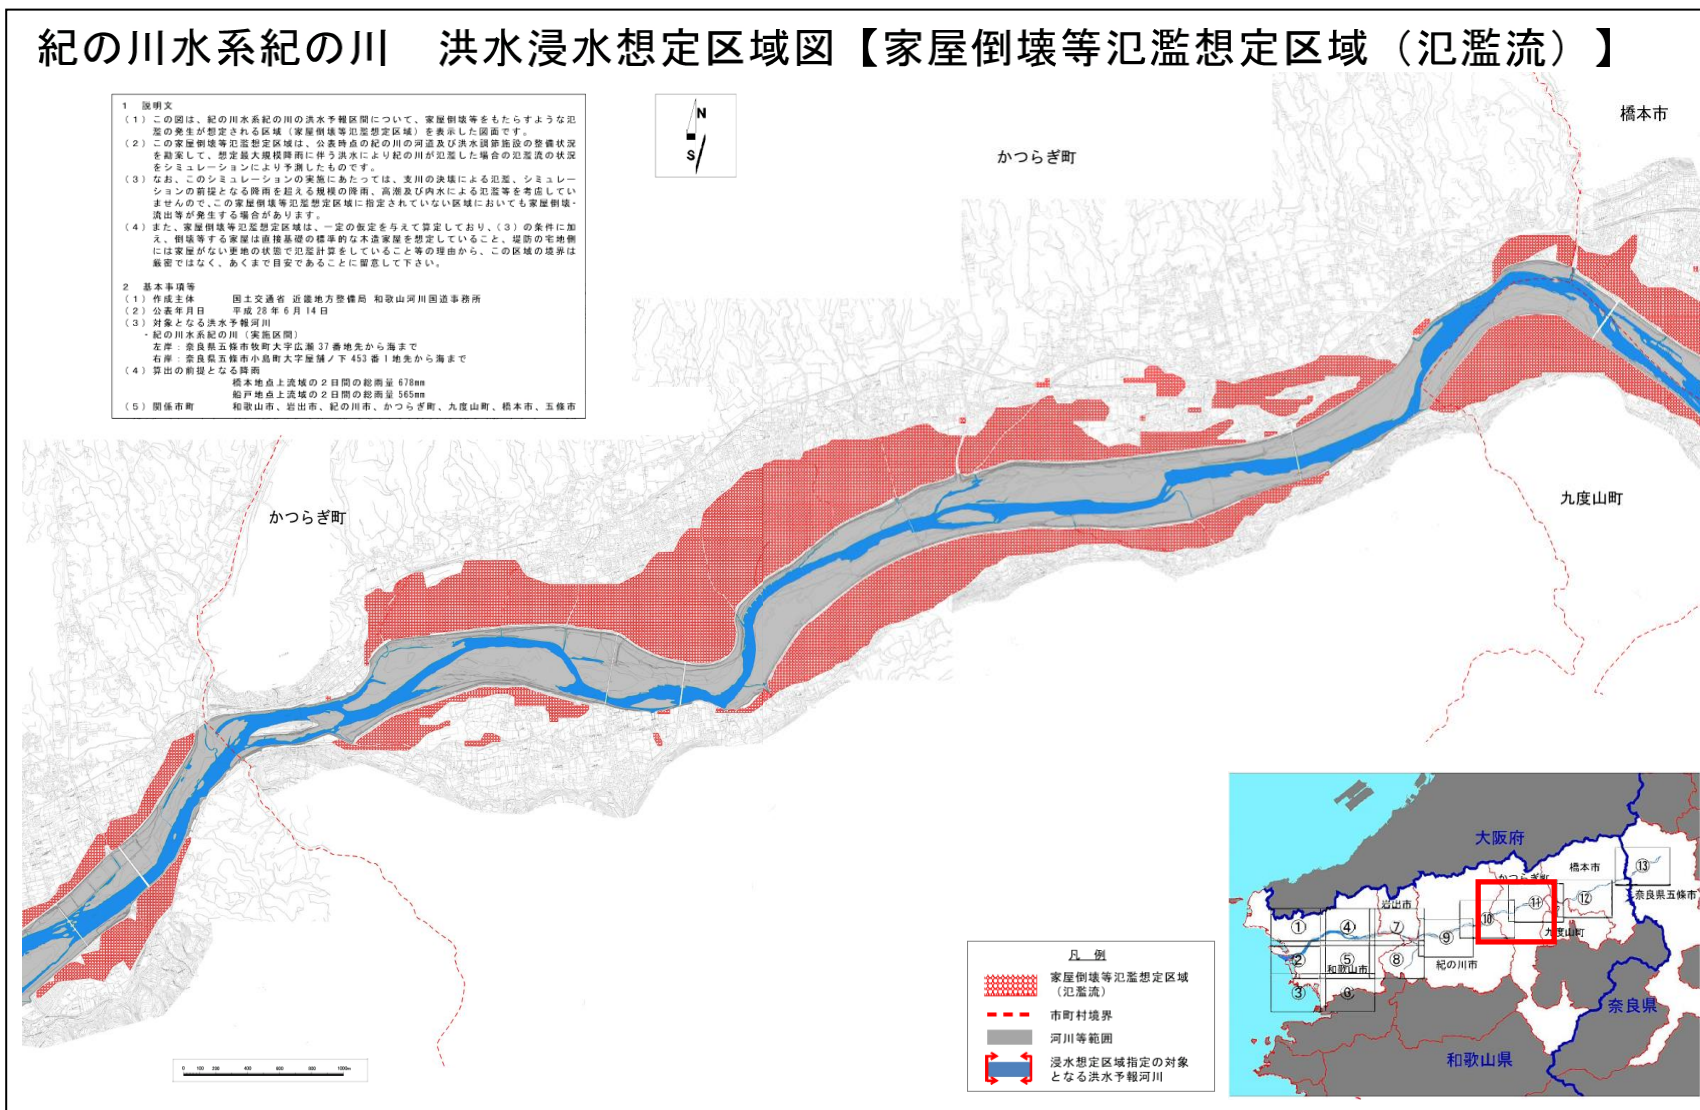 紀の川水系紀の川　洪水浸水想定区域図【家屋倒壊等氾濫想定区域（氾濫流）】
1　説明文
（1）この図は、紀の川水系紀の川の洪水予報区間について、家屋倒壊等をもたらすような氾
濫の発生が想定される区域（家屋倒壊等氾濫想定区域）を表示した図面です。
（2）この家屋倒壊等氾濫想定区域は、公表時点の紀の川の河道及び洪水調節施設の整備状況
を勘案して、想定最大規模降雨に伴う洪水により紀の川が氾濫した場合の氾濫流の状況
をシミュレーションにより予測したものです。
（3）なお、このシミュレーションの実施にあたっては、支川の決壊による氾濫、シミュレー
ションの前提となる降雨を超える規模の降雨、高潮及び内水による氾濫等を考慮してい
ませんので、この家屋倒壊等氾濫想定区域に指定されていない区域においても家屋倒壊・
流出等が発生する場合があります。
（4）また、家屋倒壊等氾濫想定区域は、一定の仮定を与えて算定しており、（3）の条件に加
え、倒壊等する家屋は直接基礎の標準的な木造家屋を想定していること、堤防の宅地側
には家屋がない更地の状態で氾濫計算をしていること等の理由から、この区域の境界は
厳密ではなく、あくまで目安であることに留意して下さい。
2　基本事項等
（1）作成主体　国土交通省 近畿地方整備局 和歌山河川国道事務所
（2）公表年月日　平成28年6月14日
（3）対象となる洪水予報河川
・紀の川水系紀の川（実施区間）
左岸：奈良県五條市牧町大字広瀬37番地先から海まで
右岸：奈良県五條市小島町大字屋舗ノ下453番1地先から海まで
（4）算出の前提となる降雨
橋本地点上流域の2日間の総雨量 678mm
船戸地点上流域の2日間の総雨量 565mm
（5）関係市町　和歌山市、岩出市、紀の川市、かつらぎ町、九度山町、橋本市、五條市
N
S
橋本市
かつらぎ町
かつらぎ町
九度山町
0 100 200 400 600 800 1000m
凡 例
家屋倒壊等氾濫想定区域
（氾濫流）
市町村境界
河川等範囲
浸水想定区域指定の対象
となる洪水予報河川
大阪府
橋本市
⑬
かつらぎ町
奈良県五條市
⑫
⑪
岩出市
⑩
①
④
⑦
九度山町
⑨
②
⑤
⑧
和歌山市
紀の川市
③
⑥
奈良県
和歌山県